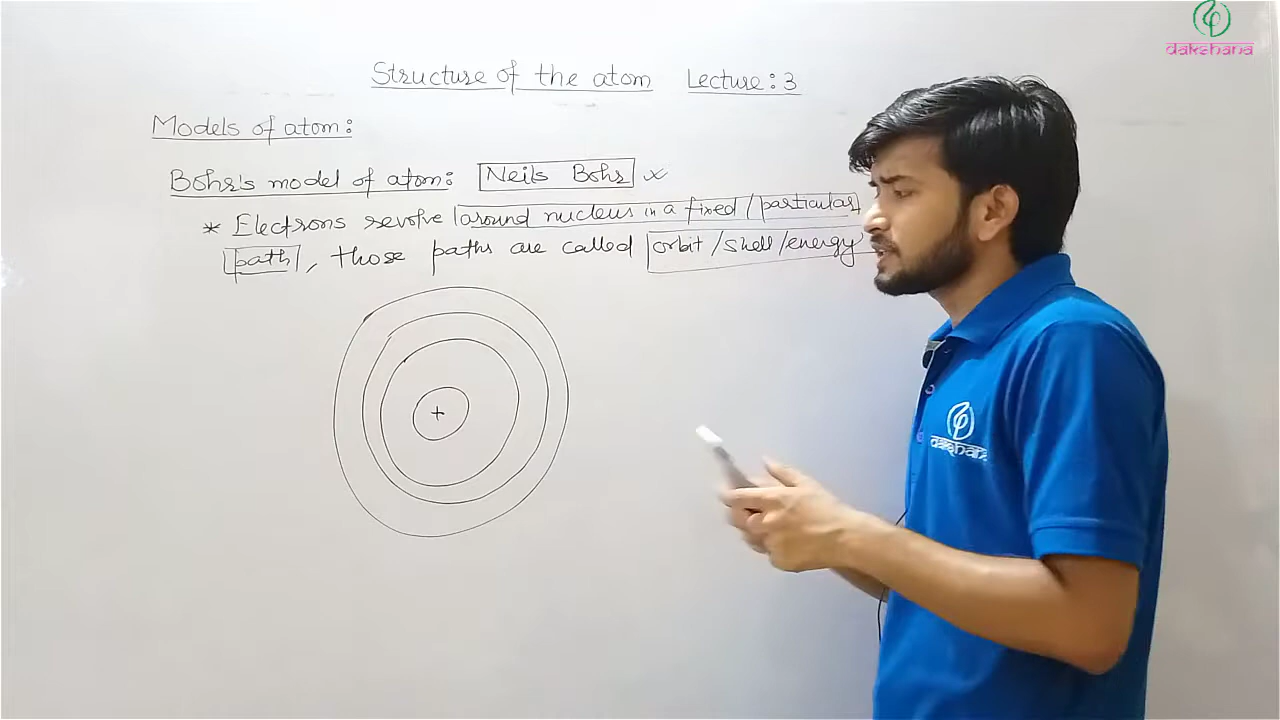 dakshana
Structure of the atom Lecture: 3
Models of atom:
Bohr's model of atom: Neils Bohr
* Electrons revolve around nucleus in a fixed / particular
path, those paths are called orbit / shell / energy
+
dakshana